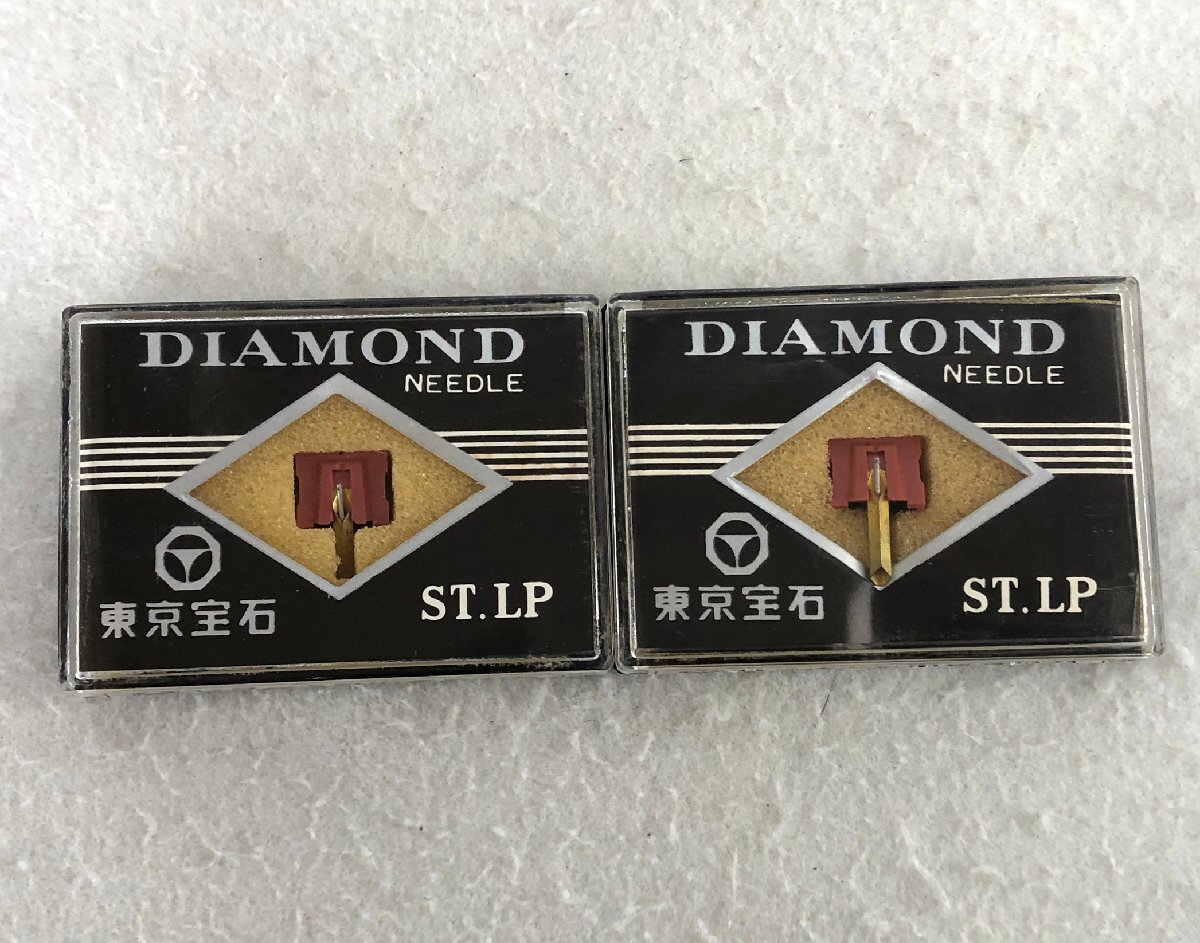 DIAMOND
NEEDLE
東京宝石
ST.LP
DIAMOND
NEEDLE
東京宝石
ST.LP